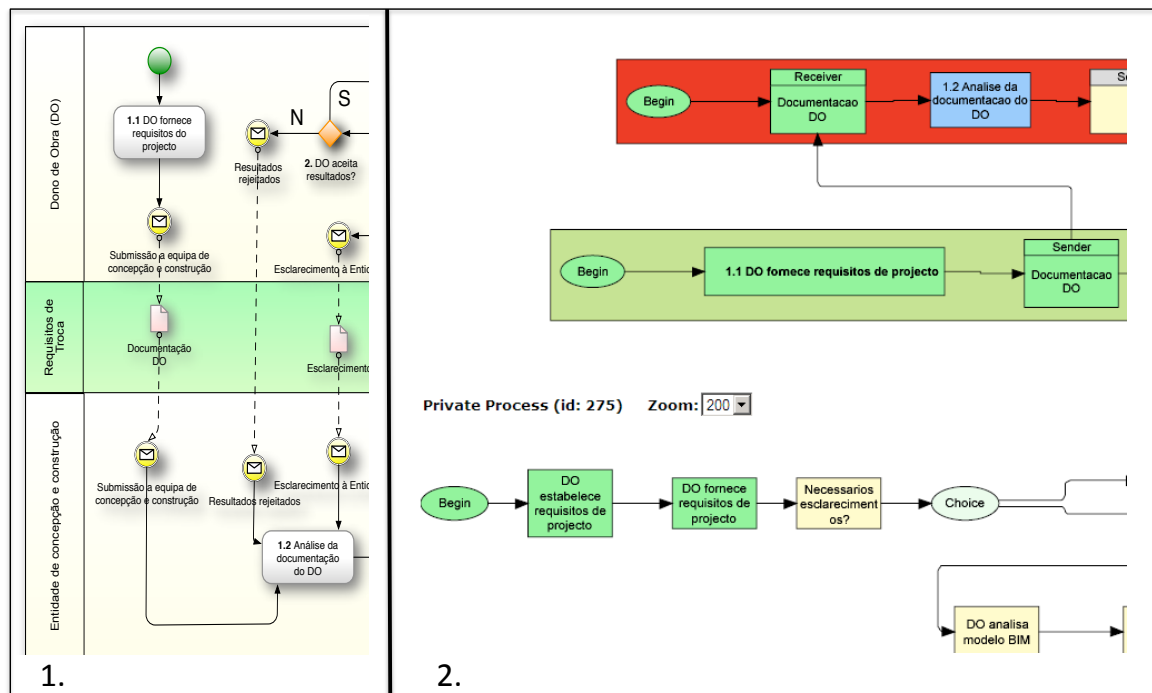 Dono de Obra (DO)
1.1 DO fornece
requisitos do
projecto
N
S
Resultados
rejeitados
2. DO aceita
resultados?
Submissão a equipa de
concepção e construção
Esclarecimento à Entid
Requisitos de
Troca
Documentação
DO
Esclarecimento
Entidade de concepção e construção
Submissão a equipa de
concepção e construção
Resultados rejeitados
Esclarecimento à Entid
1.2 Análise da
documentação
do DO
1.
Begin
Receiver
Documentacao
DO
1.2 Analise da
documentacao do
DO
Se
Begin
1.1 DO fornece requisitos de projecto
Sender
Documentacao
DO
Private Process (id: 275)
Zoom: 200
Begin
DO
estabelece
requisitos de
projecto
DO fornece
requisitos de
projecto
Necessarios
esclareciment
os?
Choice
DO analisa
modelo BIM
2.